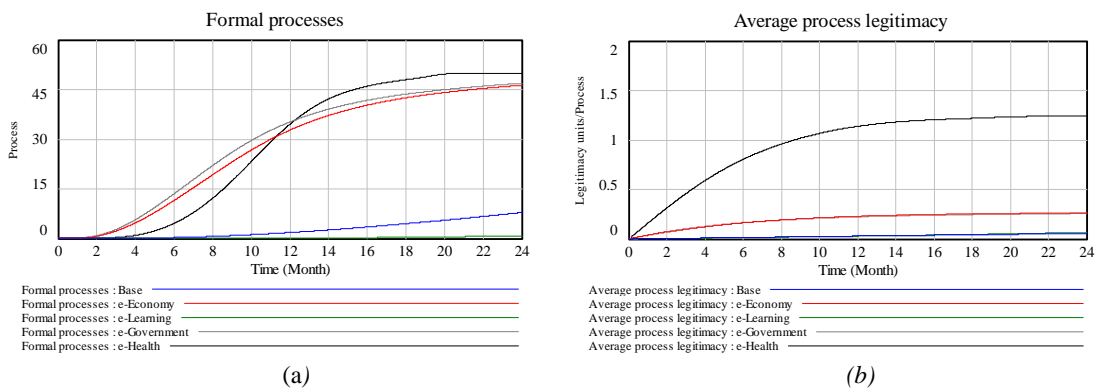 Formal processes
60
45
30
15
0
Process
0 2 4 6 8 10 12 14 16 18 20 22 24
Time (Month)
Formal processes : Base
Formal processes : e-Economy
Formal processes : e-Learning
Formal processes : e-Government
Formal processes : e-Health
(a)
Average process legitimacy
2
1.5
1
0.5
0
Legitimacy units/Process
0 2 4 6 8 10 12 14 16 18 20 22 24
Time (Month)
Average process legitimacy : Base
Average process legitimacy : e-Economy
Average process legitimacy : e-Learning
Average process legitimacy : e-Government
Average process legitimacy : e-Health
(b)